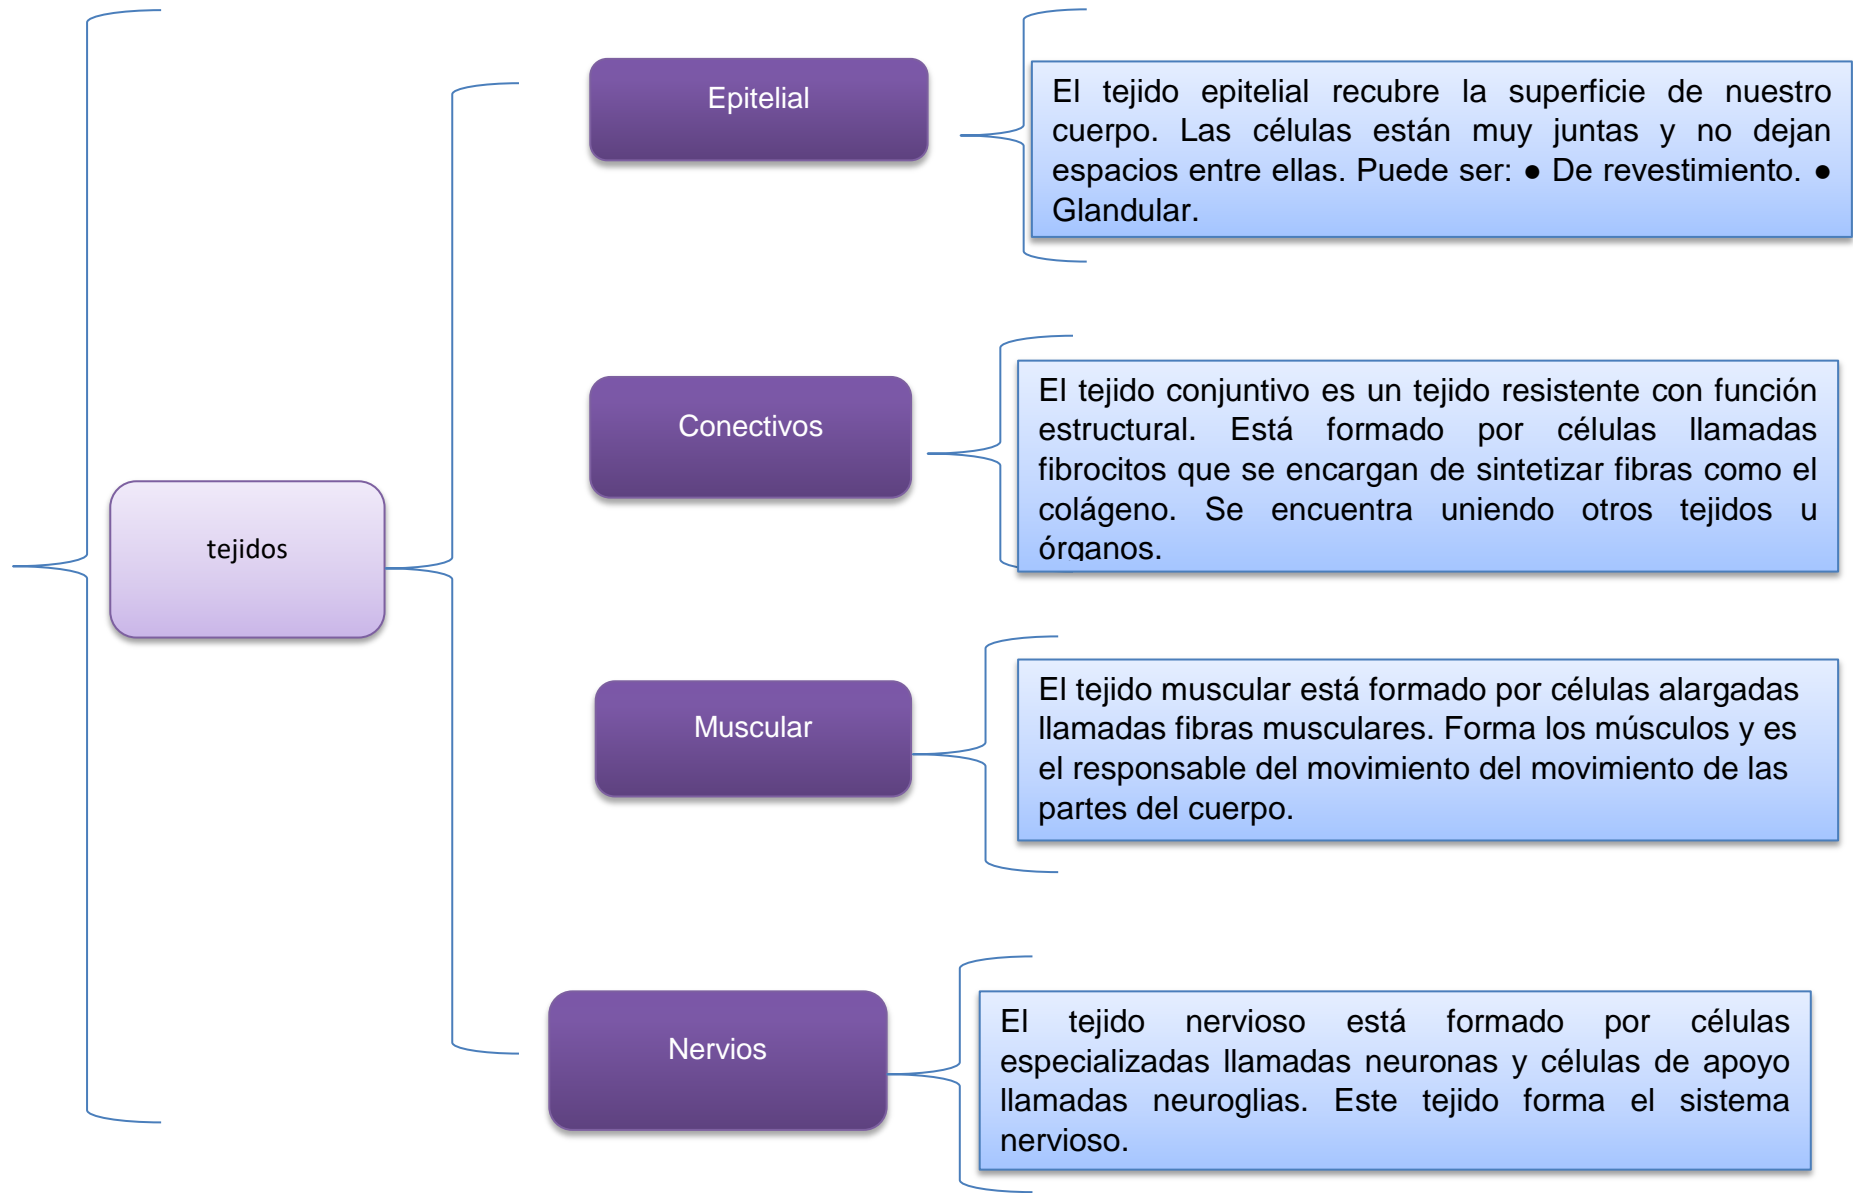 tejidos
Epitelial
El tejido epitelial recubre la superficie de nuestro
cuerpo. Las células están muy juntas y no dejan
espacios entre ellas. Puede ser: ● De revestimiento. ●
Glandular.
Conectivos
El tejido conjuntivo es un tejido resistente con función
estructural. Está formado por células llamadas
fibrocitos que se encargan de sintetizar fibras como el
colágeno. Se encuentra uniendo otros tejidos u
órganos.
Muscular
El tejido muscular está formado por células alargadas
llamadas fibras musculares. Forma los músculos y es
el responsable del movimiento del movimiento de las
partes del cuerpo.
Nervios
El tejido nervioso está formado por células
especializadas llamadas neuronas y células de apoyo
llamadas neuroglias. Este tejido forma el sistema
nervioso.